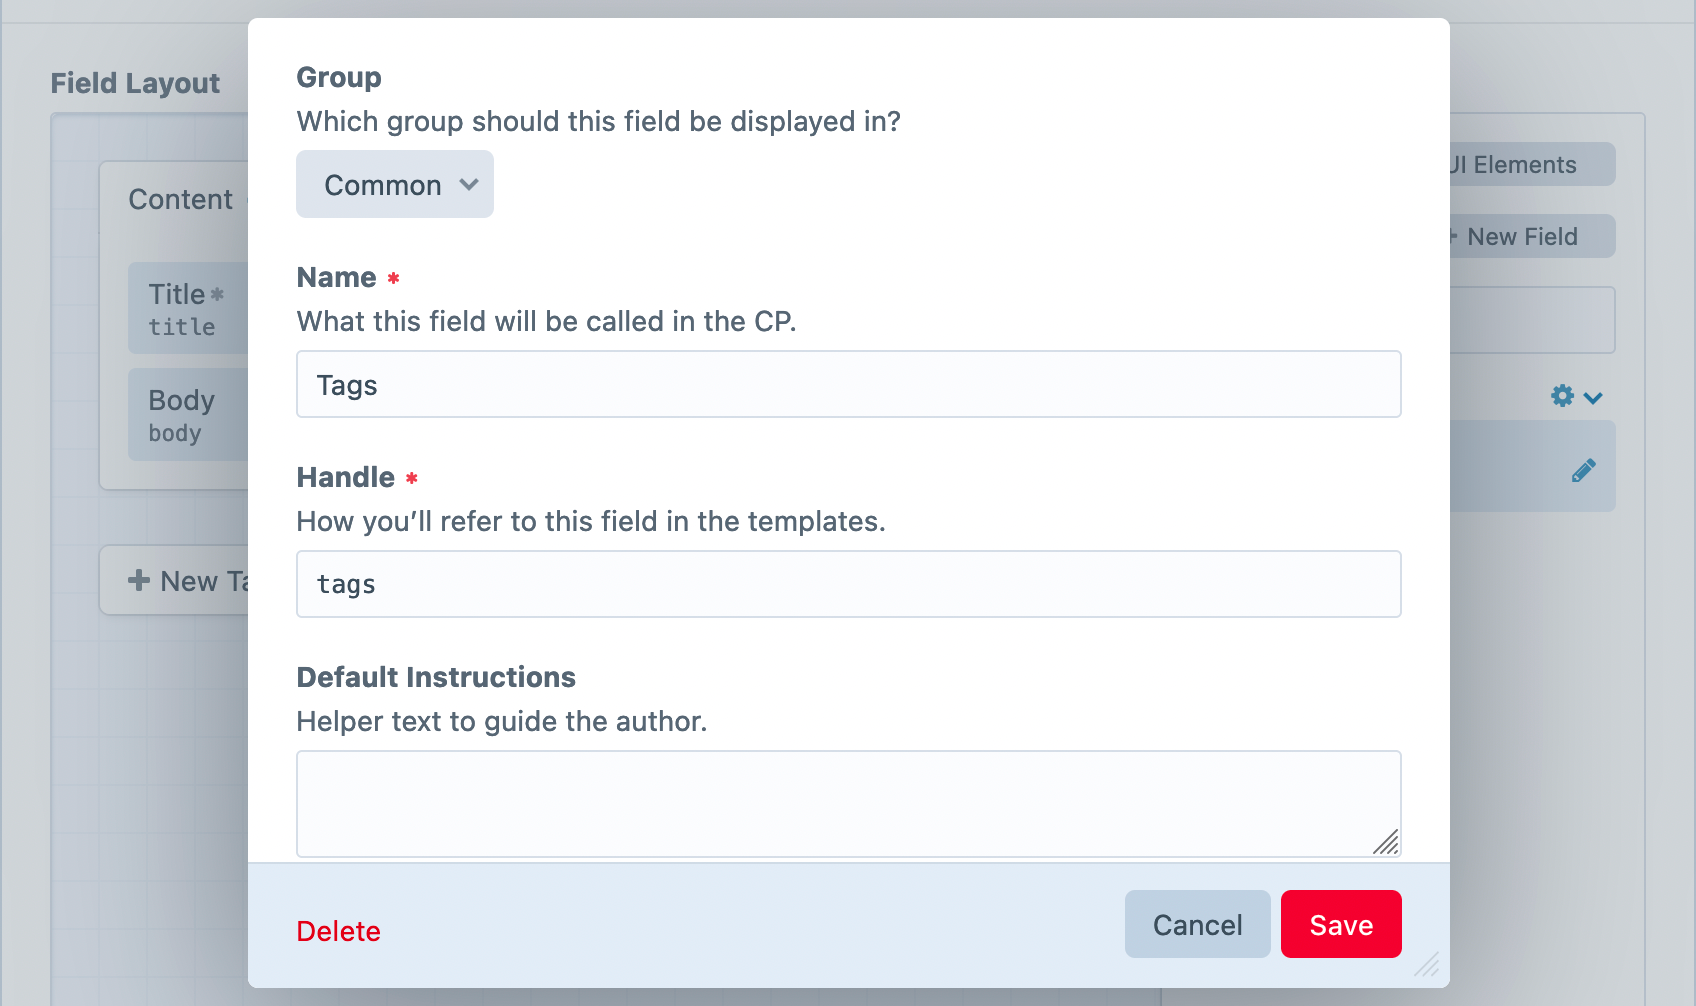 Field Layout
Content
Title*
title
Body
body
+ New Ta
Group
Which group should this field be displayed in?
Common
Name *
What this field will be called in the CP.
Tags
Handle *
How you’ll refer to this field in the templates.
tags
Default Instructions
Helper text to guide the author.
Delete
Cancel
Save
UI Elements
+ New Field